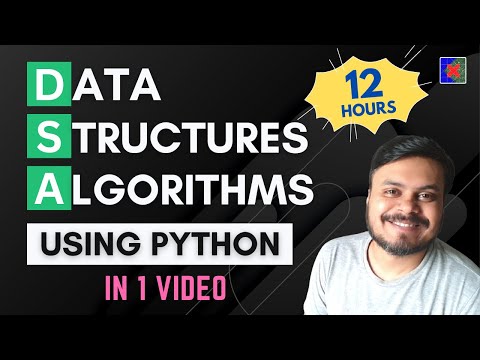 DATA
STRUCTURES
ALGORITHMS
USING PYTHON
IN 1 VIDEO
12
HOURS